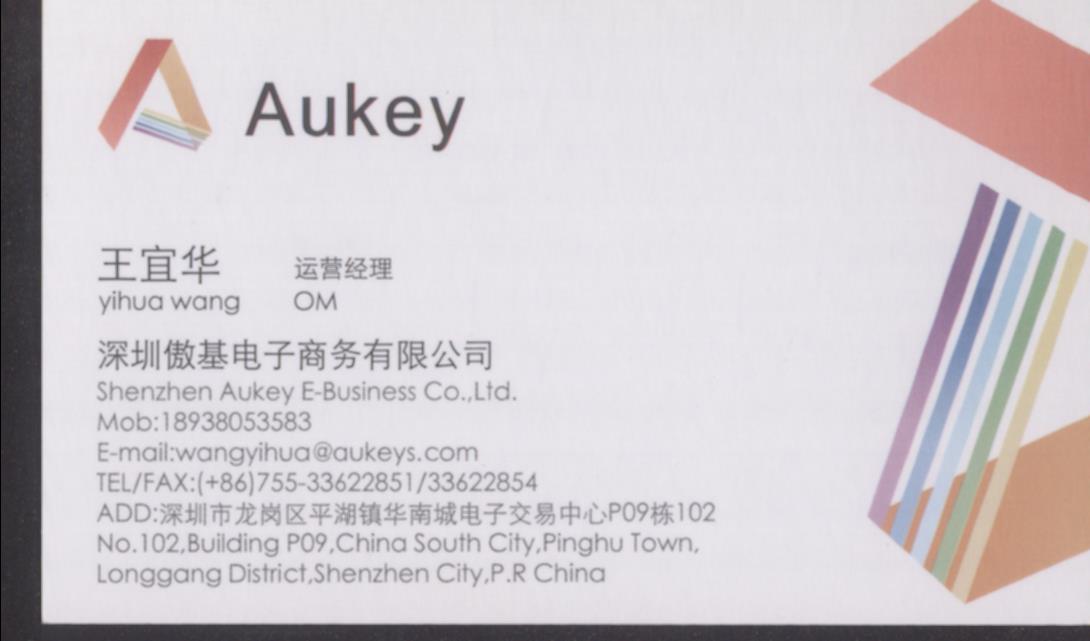 Aukey
王宜华 运营经理
yihua wang OM
深圳傲基电子商务有限公司
Shenzhen Aukey E-Business Co.,Ltd.
Mob:18938053583
E-mail:wangyihua@aukeys.com
TEL/FAX:(+86)755-33622851/33622854
ADD:深圳市龙岗区平湖镇华南城电子交易中心P09栋102
No.102,Building P09,China South City,Pinghu Town,
Longgang District,Shenzhen City,P.R China